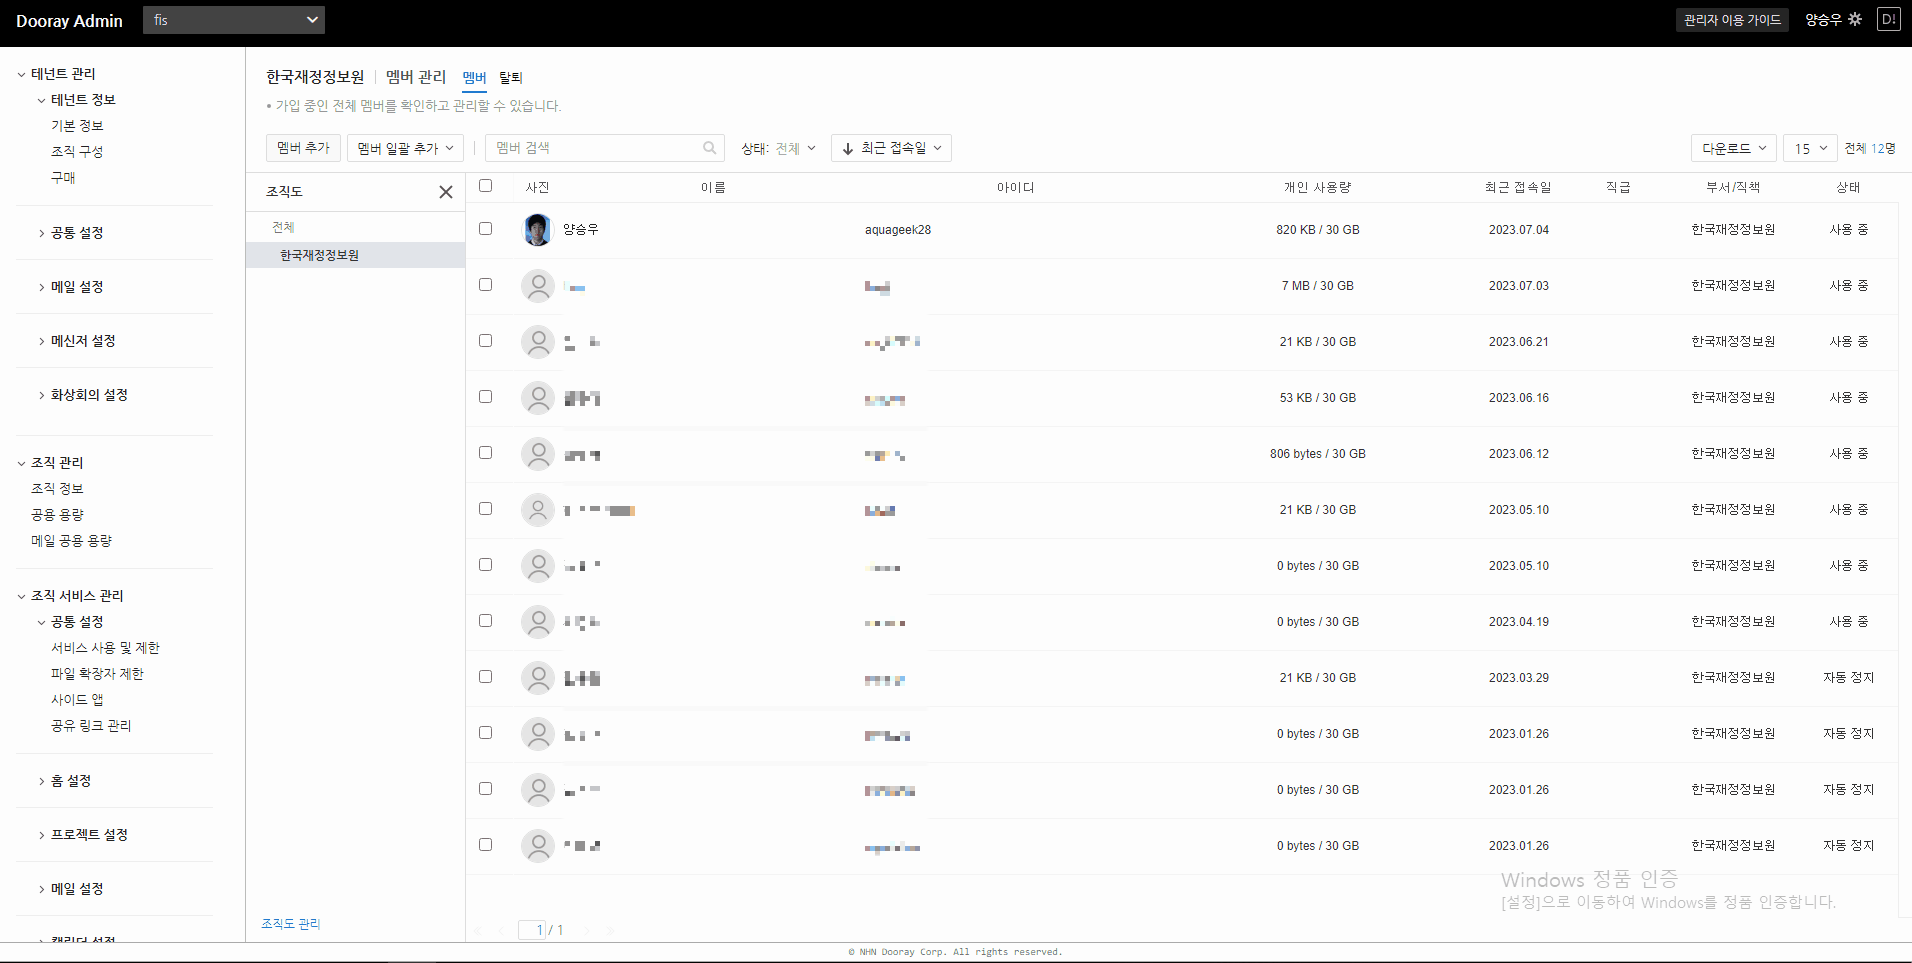 Dooray Admin
fis
관리자 이용 가이드
양승우
D!
테넌트 관리
테넌트 정보
기본 정보
조직 구성
구매
공통 설정
메일 설정
메신저 설정
화상회의 설정
조직 관리
조직 정보
공용 용량
메일 공용 용량
조직 서비스 관리
공통 설정
서비스 사용 및 제한
파일 확장자 제한
사이드 앱
공유 링크 관리
홈 설정
프로젝트 설정
메일 설정
캘린더 설정
한국재정정보원 멤버 관리 멤버 탈퇴
• 가입 중인 전체 멤버를 확인하고 관리할 수 있습니다.
멤버 추가 멤버 일괄 추가 멤버 검색 상태: 전체 최근 접속일 다운로드 15 전체 12명
조직도
전체
한국재정정보원
조직도 관리
사진 이름 아이디 개인 사용량 최근 접속일 직급 부서/직책 상태
양승우 aquageek28 820 KB / 30 GB 2023.07.04 한국재정정보원 사용 중
7 MB / 30 GB 2023.07.03 한국재정정보원 사용 중
21 KB / 30 GB 2023.06.21 한국재정정보원 사용 중
53 KB / 30 GB 2023.06.16 한국재정정보원 사용 중
806 bytes / 30 GB 2023.06.12 한국재정정보원 사용 중
21 KB / 30 GB 2023.05.10 한국재정정보원 사용 중
0 bytes / 30 GB 2023.05.10 한국재정정보원 사용 중
0 bytes / 30 GB 2023.04.19 한국재정정보원 사용 중
21 KB / 30 GB 2023.03.29 한국재정정보원 자동 정지
0 bytes / 30 GB 2023.01.26 한국재정정보원 자동 정지
0 bytes / 30 GB 2023.01.26 한국재정정보원 자동 정지
0 bytes / 30 GB 2023.01.26 한국재정정보원 자동 정지
Windows 정품 인증
[설정]으로 이동하여 Windows를 정품 인증합니다.
1 / 1
© NHN Dooray Corp. All rights reserved.